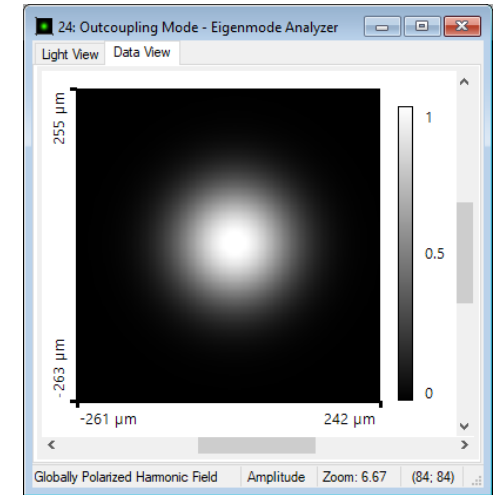 24: Outcoupling Mode - Eigenmode Analyzer
Light View
Data View
255 µm
-263 µm
-261 µm
242 µm
1
0.5
0
Globally Polarized Harmonic Field
Amplitude
Zoom: 6.67
(84; 84)